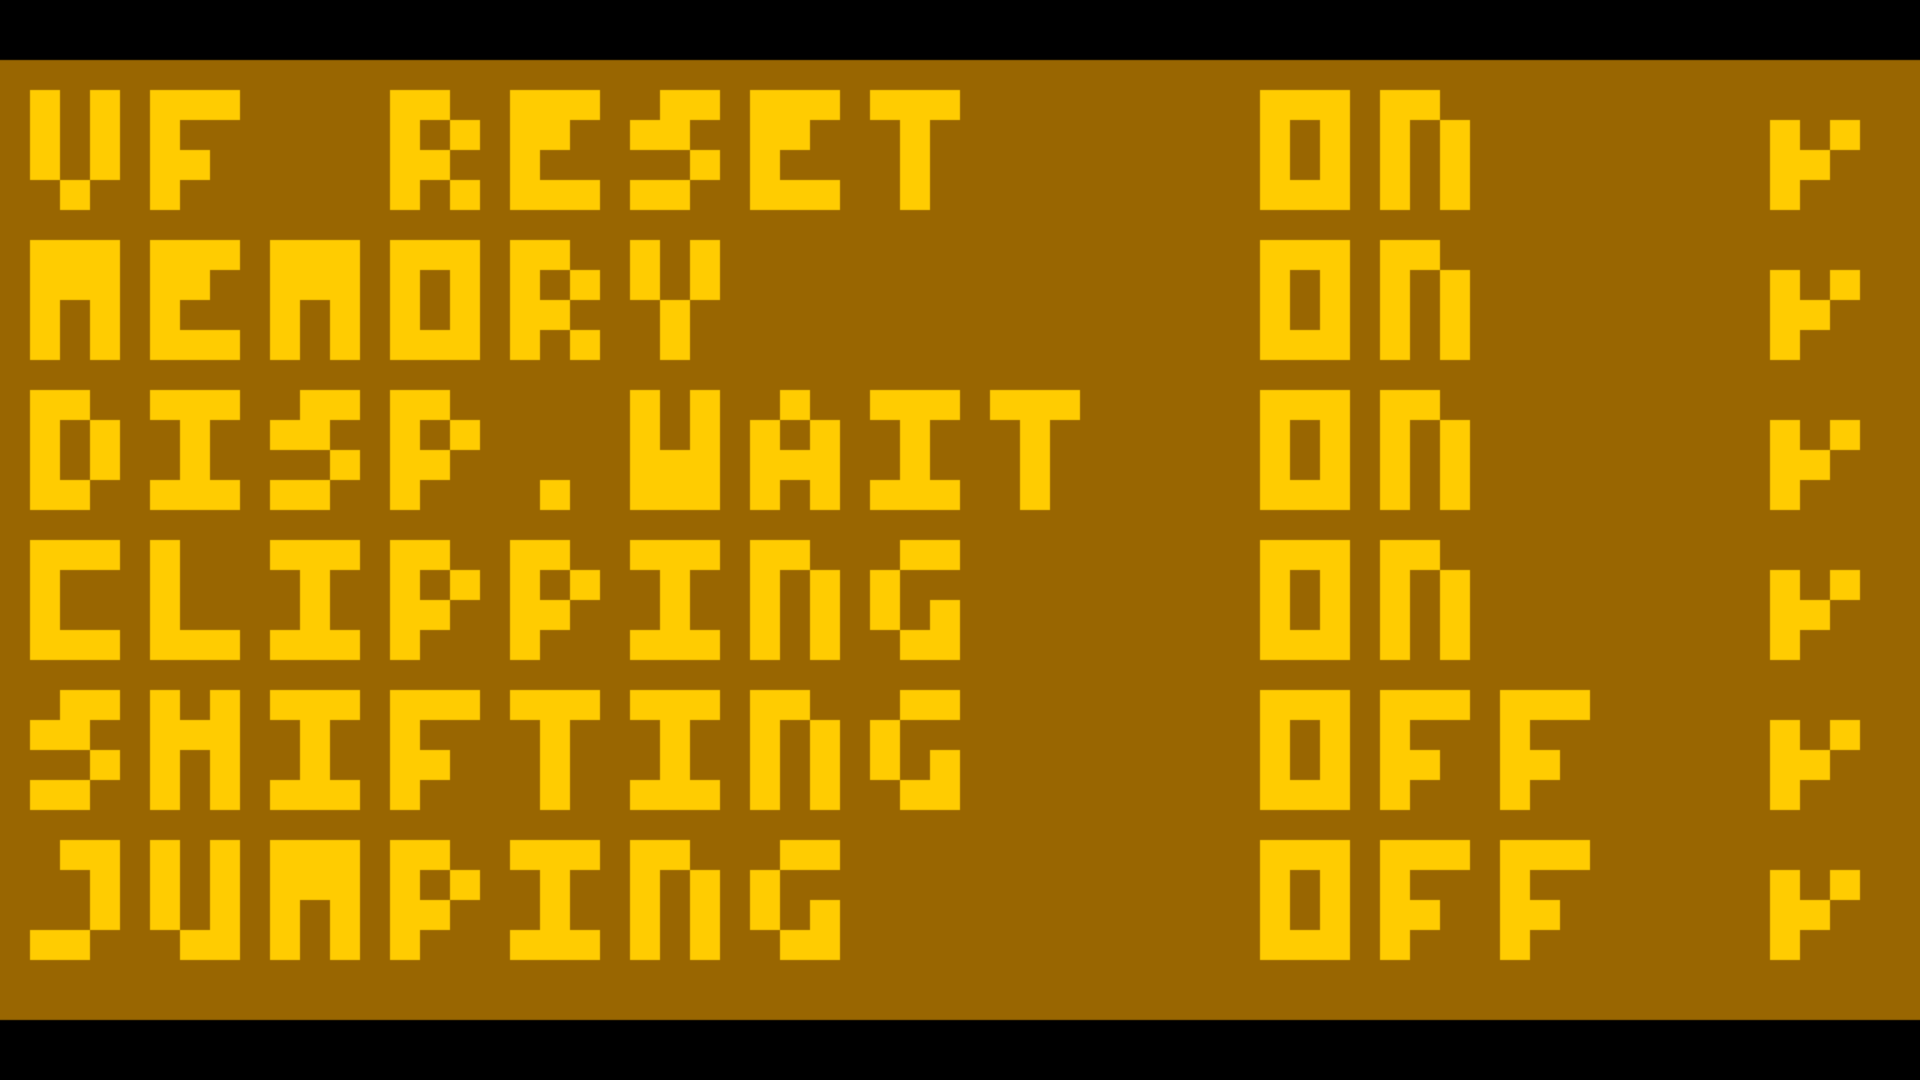 VF RESET ON ✓
MEMORY ON ✓
DISP.WAIT ON ✓
CLIPPING ON ✓
SHIFTING OFF ✓
JUMPING OFF ✓